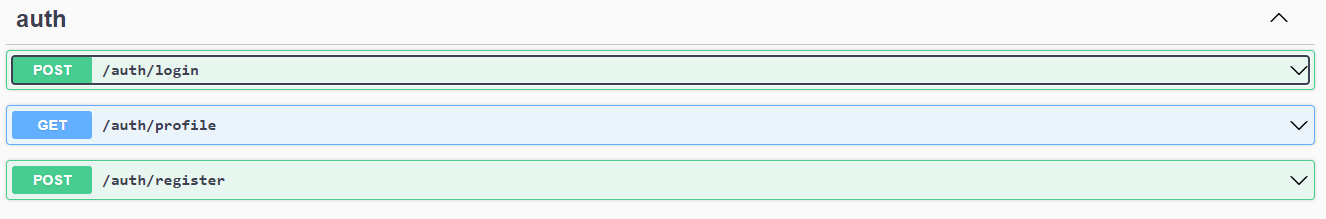 auth
POST /auth/login
GET /auth/profile
POST /auth/register